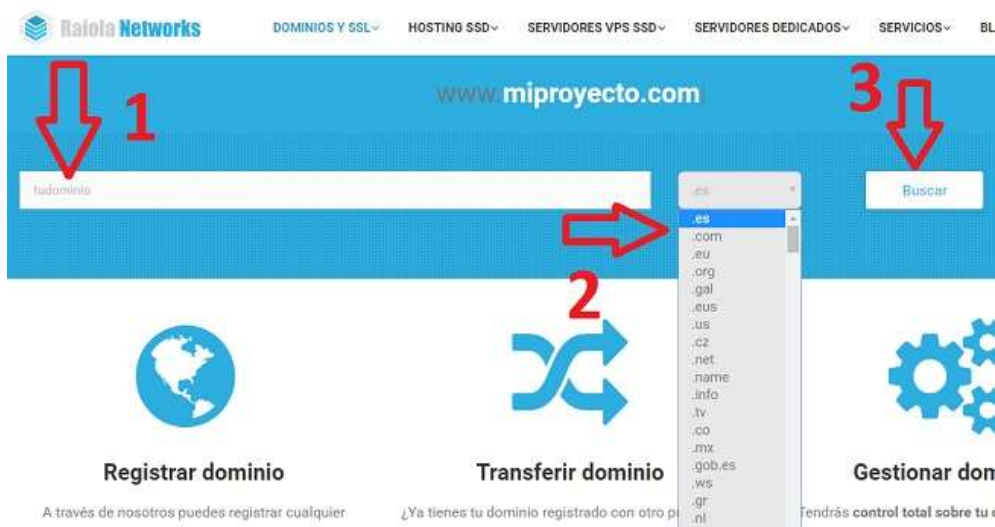 Raiola Networks
DOMINIOS Y SSL
HOSTING SSD
SERVIDORES VPS SSD
SERVIDORES DEDICADOS
SERVICIOS
BL
1
www.miproyecto.com
3
tudominio
.es
Buscar
.es
.com
.eu
.org
.gal
.eus
.us
.cz
.net
.name
.info
.tv
.co
.mx
.gob.es
.ws
.gr
.nl
2
Registrar dominio
A través de nosotros puedes registrar cualquier
Transferir dominio
¿Ya tienes tu dominio registrado con otro p
Gestionar dom
Tendrás control total sobre tu d